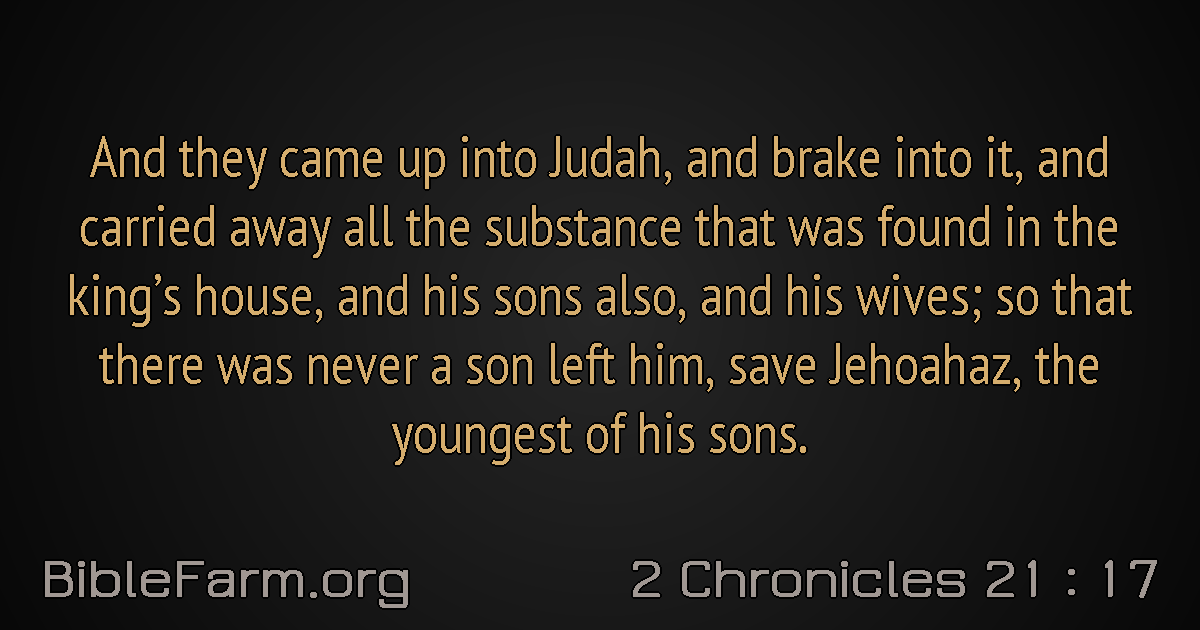 And they came up into Judah, and brake into it, and
carried away all the substance that was found in the
king’s house, and his sons also, and his wives; so that
there was never a son left him, save Jehoahaz, the
youngest of his sons.
BibleFarm.org
2 Chronicles 21 : 17